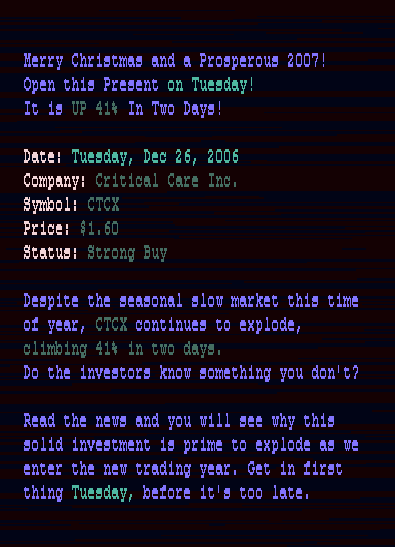 Merry Christmas and a Prosperous 2007!
Open this Present on Tuesday!
It is UP 41% In Two Days!
Date: Tuesday, Dec 26, 2006
Company: Critical Care Inc.
Symbol: CTCX
Price: $1.60
Status: Strong Buy
Despite the seasonal slow market this time
of year, CTCX continues to explode,
climbing 41% in two days.
Do the investors know something you don't?
Read the news and you will see why this
solid investment is prime to explode as we
enter the new trading year. Get in first
thing Tuesday, before it's too late.